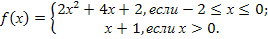 f(x) = {2x² + 4x + 2, если − 2 ≤ x ≤ 0;
x + 1, если x > 0.